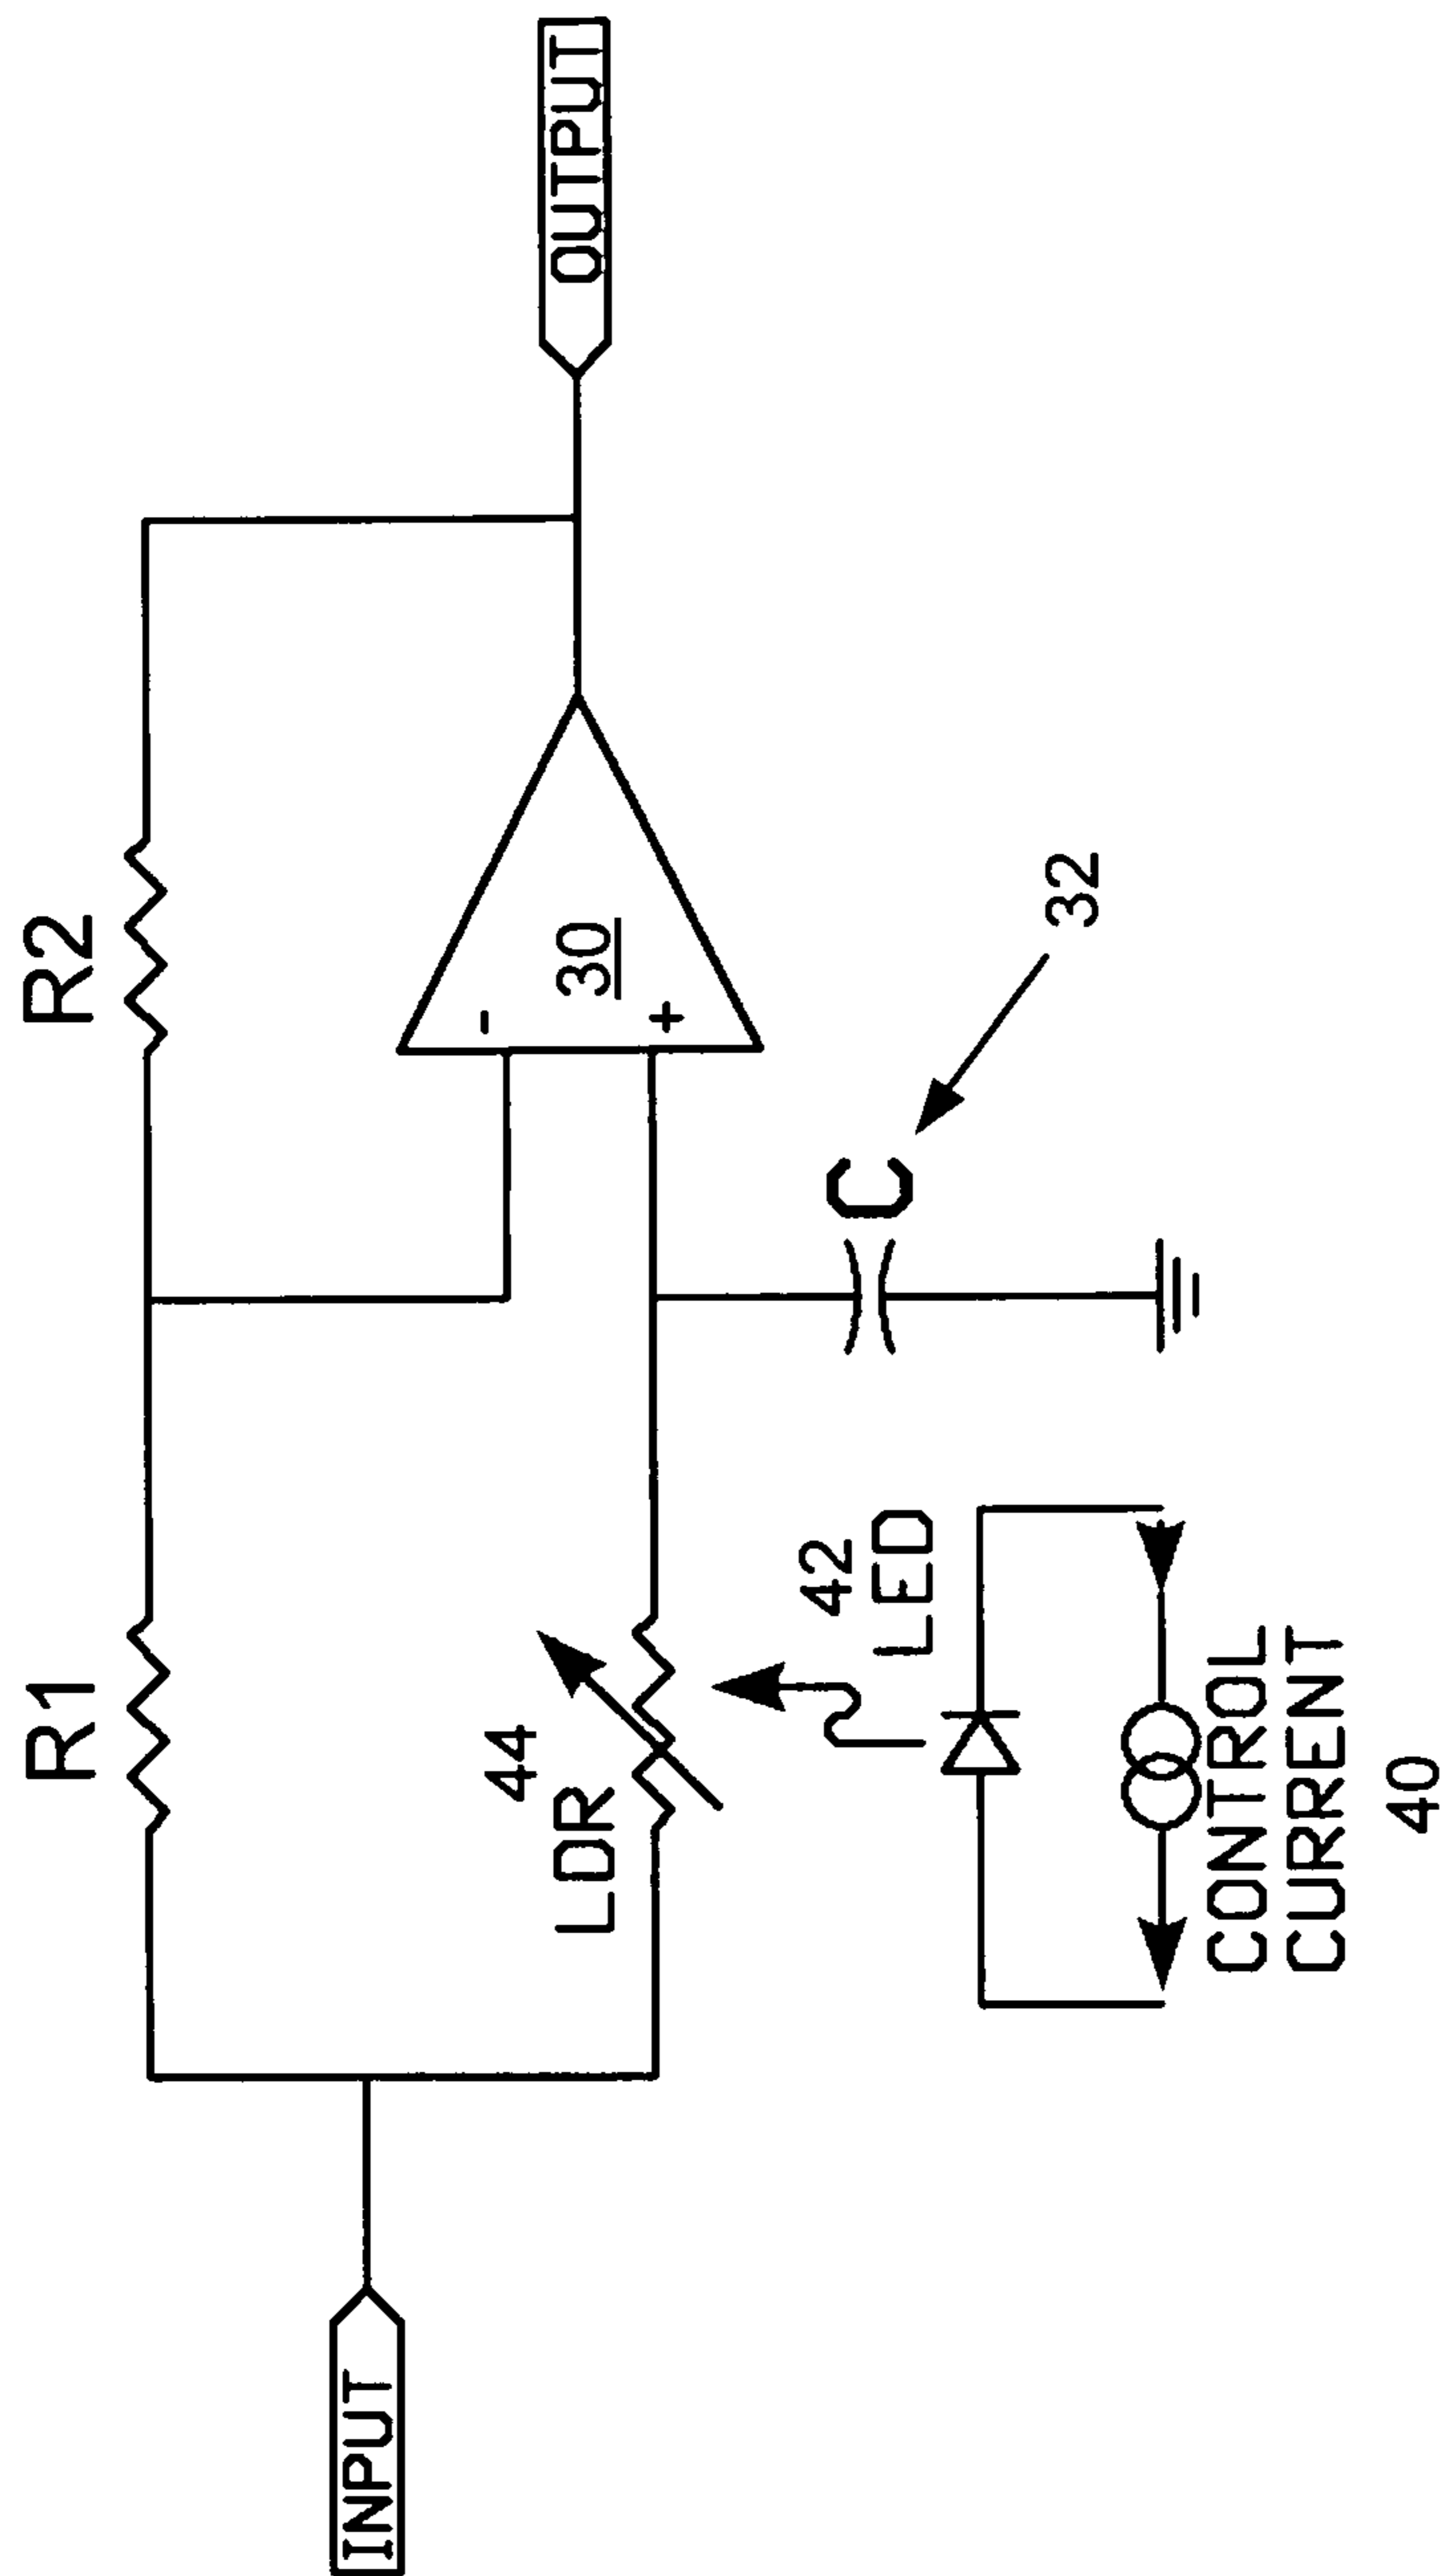 R1
R2
INPUT
44
LDR
-
30
+
OUTPUT
42
LED
C
32
CONTROL
CURRENT
40